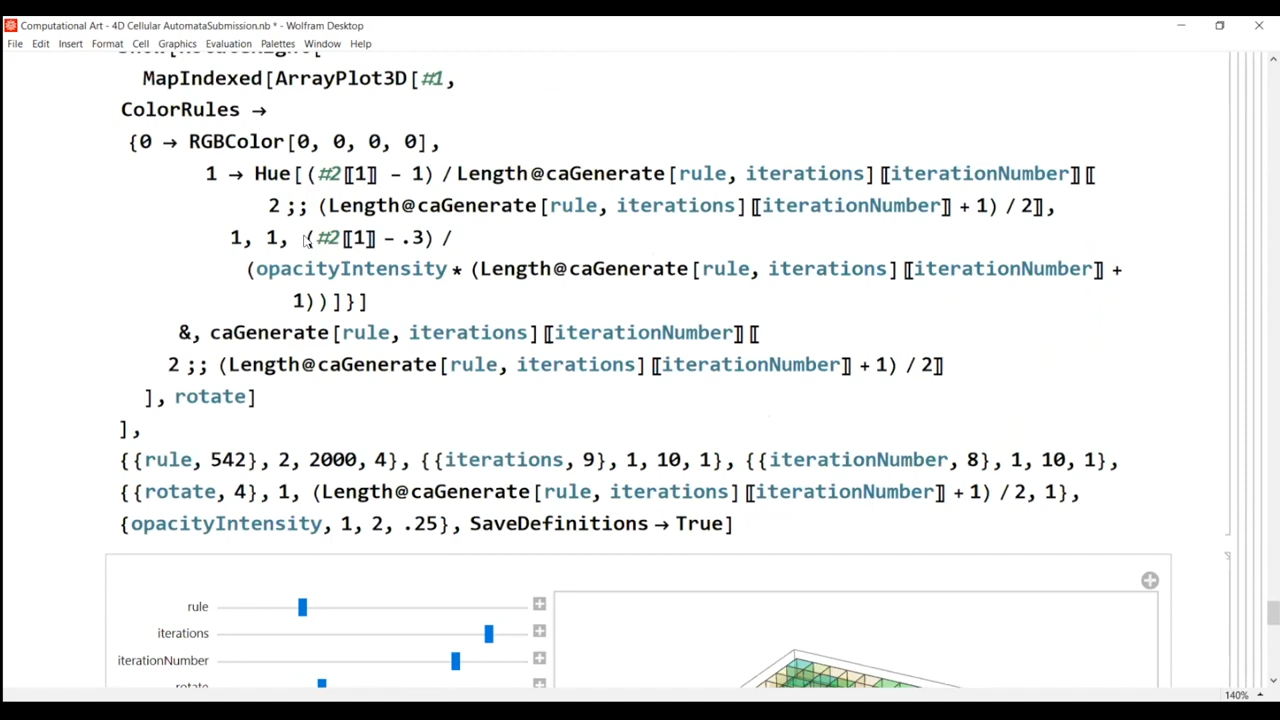 Computational Art - 4D Cellular AutomataSubmission.nb * - Wolfram Desktop
File Edit Insert Format Cell Graphics Evaluation Palettes Window Help
MapIndexed[ArrayPlot3D[#1,
ColorRules →
{0 → RGBColor[0, 0, 0, 0],
1 → Hue[(#2〚1〛 - 1) / Length@caGenerate[rule, iterations]〚iterationNumber〛〚
2 ;; (Length@caGenerate[rule, iterations]〚iterationNumber〛 + 1) / 2〛,
1, 1, (#2〚1〛 - .3) /
(opacityIntensity * (Length@caGenerate[rule, iterations]〚iterationNumber〛 +
1))]}]
&, caGenerate[rule, iterations]〚iterationNumber〛〚
2 ;; (Length@caGenerate[rule, iterations]〚iterationNumber〛 + 1) / 2〛
], rotate]
],
{{rule, 542}, 2, 2000, 4}, {{iterations, 9}, 1, 10, 1}, {{iterationNumber, 8}, 1, 10, 1},
{{rotate, 4}, 1, (Length@caGenerate[rule, iterations]〚iterationNumber〛 + 1) / 2, 1},
{opacityIntensity, 1, 2, .25}, SaveDefinitions → True]
rule
iterations
iterationNumber
rotate
140%